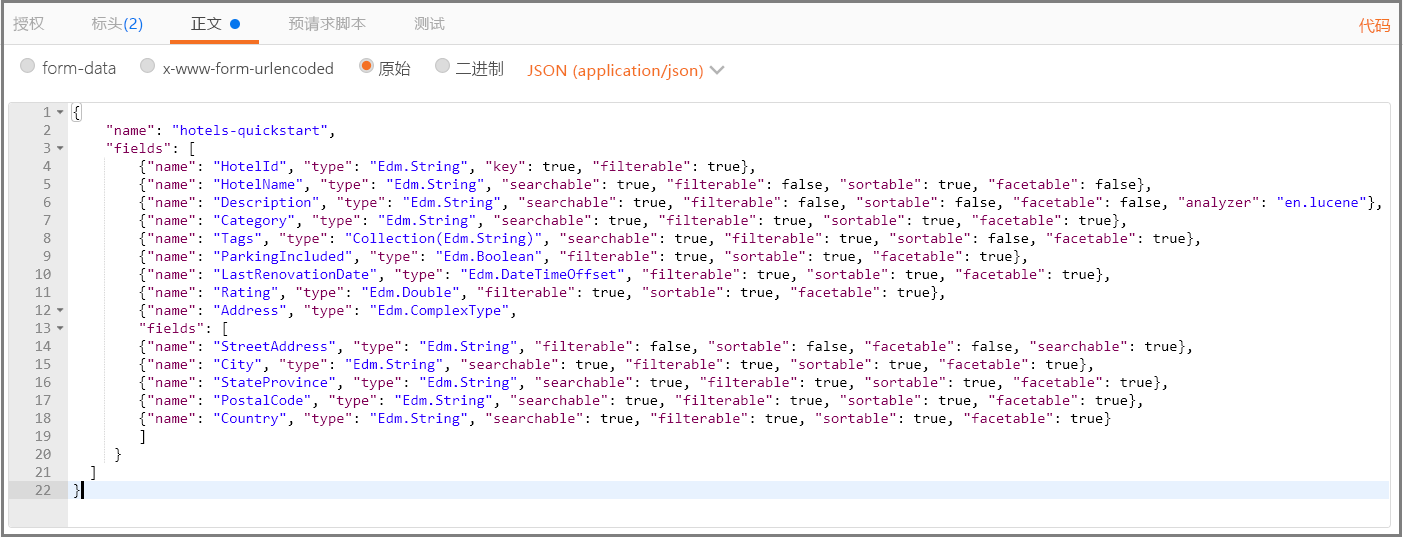 授权 标头(2) 正文 预请求脚本 测试 代码
form-data x-www-form-urlencoded 原始 二进制 JSON (application/json)
1 {
2 "name": "hotels-quickstart",
3 "fields": [
4 {"name": "HotelId", "type": "Edm.String", "key": true, "filterable": true},
5 {"name": "HotelName", "type": "Edm.String", "searchable": true, "filterable": false, "sortable": true, "facetable": false},
6 {"name": "Description", "type": "Edm.String", "searchable": true, "filterable": false, "sortable": false, "facetable": false, "analyzer": "en.lucene"},
7 {"name": "Category", "type": "Edm.String", "searchable": true, "filterable": true, "sortable": true, "facetable": true},
8 {"name": "Tags", "type": "Collection(Edm.String)", "searchable": true, "filterable": true, "sortable": false, "facetable": true},
9 {"name": "ParkingIncluded", "type": "Edm.Boolean", "filterable": true, "sortable": true, "facetable": true},
10 {"name": "LastRenovationDate", "type": "Edm.DateTimeOffset", "filterable": true, "sortable": true, "facetable": true},
11 {"name": "Rating", "type": "Edm.Double", "filterable": true, "sortable": true, "facetable": true},
12 {"name": "Address", "type": "Edm.ComplexType",
13 "fields": [
14 {"name": "StreetAddress", "type": "Edm.String", "filterable": false, "sortable": false, "facetable": false, "searchable": true},
15 {"name": "City", "type": "Edm.String", "searchable": true, "filterable": true, "sortable": true, "facetable": true},
16 {"name": "StateProvince", "type": "Edm.String", "searchable": true, "filterable": true, "sortable": true, "facetable": true},
17 {"name": "PostalCode", "type": "Edm.String", "searchable": true, "filterable": true, "sortable": true, "facetable": true},
18 {"name": "Country", "type": "Edm.String", "searchable": true, "filterable": true, "sortable": true, "facetable": true}
19 ]
20 }
21 ]
22 }